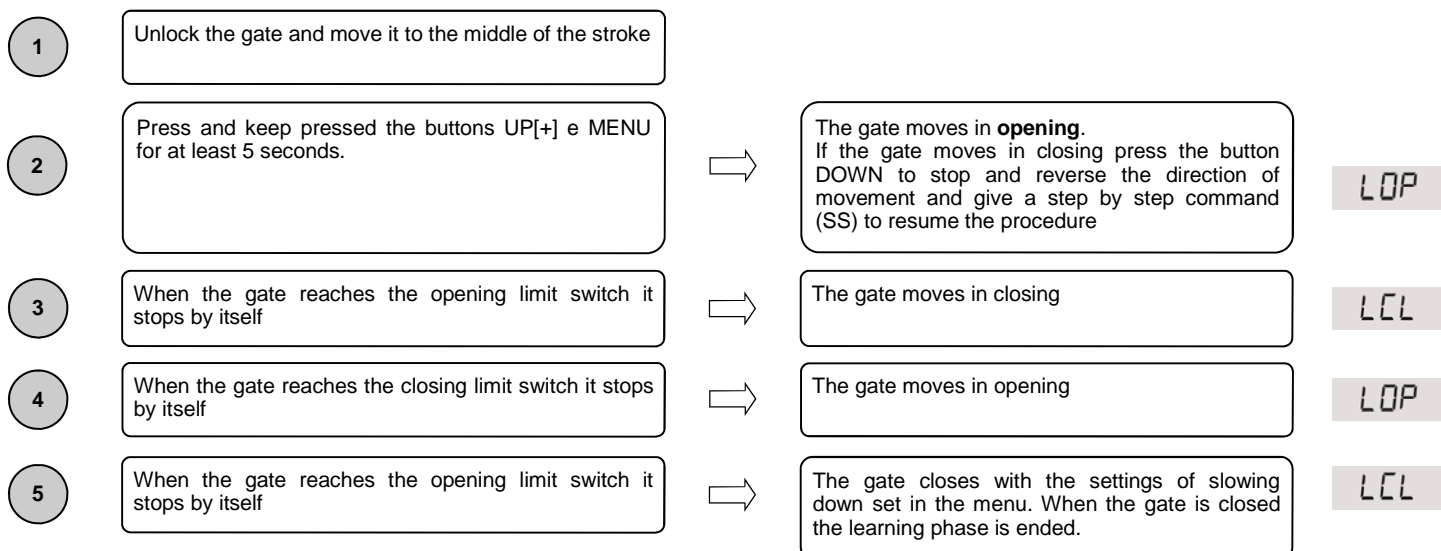 1
Unlock the gate and move it to the middle of the stroke
2
Press and keep pressed the buttons UP[+] e MENU
for at least 5 seconds.
The gate moves in opening.
If the gate moves in closing press the button
DOWN to stop and reverse the direction of
movement and give a step by step command
(SS) to resume the procedure
LOP
3
When the gate reaches the opening limit switch it
stops by itself
The gate moves in closing
LCL
4
When the gate reaches the closing limit switch it stops
by itself
The gate moves in opening
LOP
5
When the gate reaches the opening limit switch it
stops by itself
The gate closes with the settings of slowing
down set in the menu. When the gate is closed
the learning phase is ended.
LCL